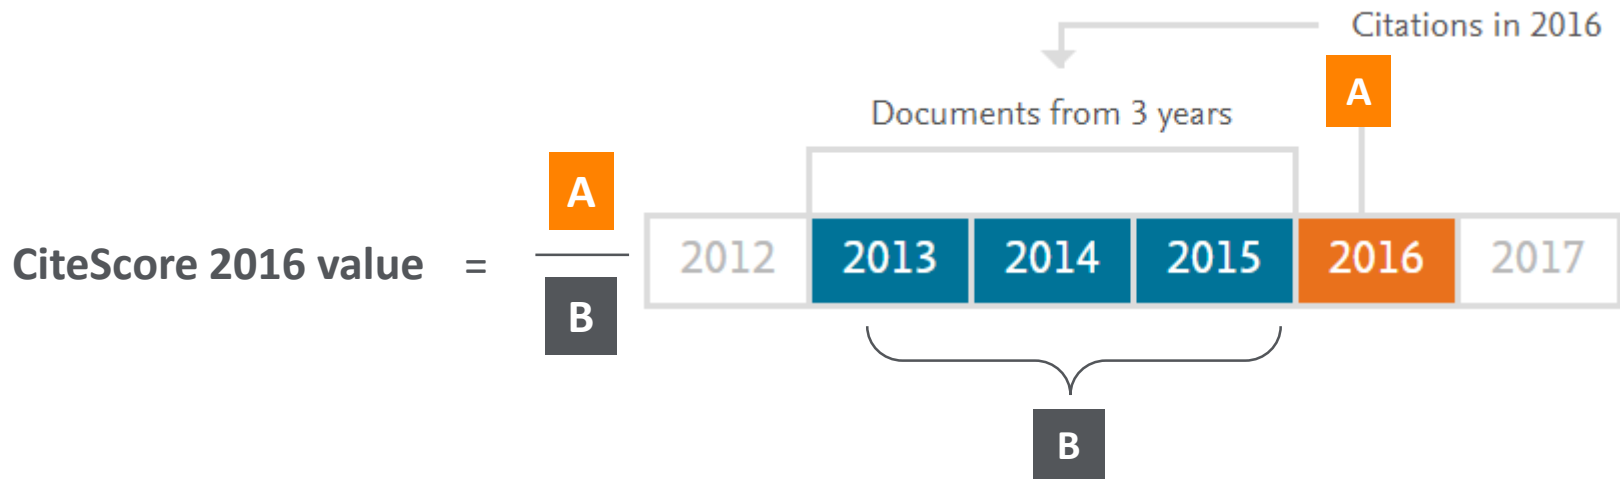 Citations in 2016
A
Documents from 3 years
A
CiteScore 2016 value =
B
2012 2013 2014 2015 2016 2017
B